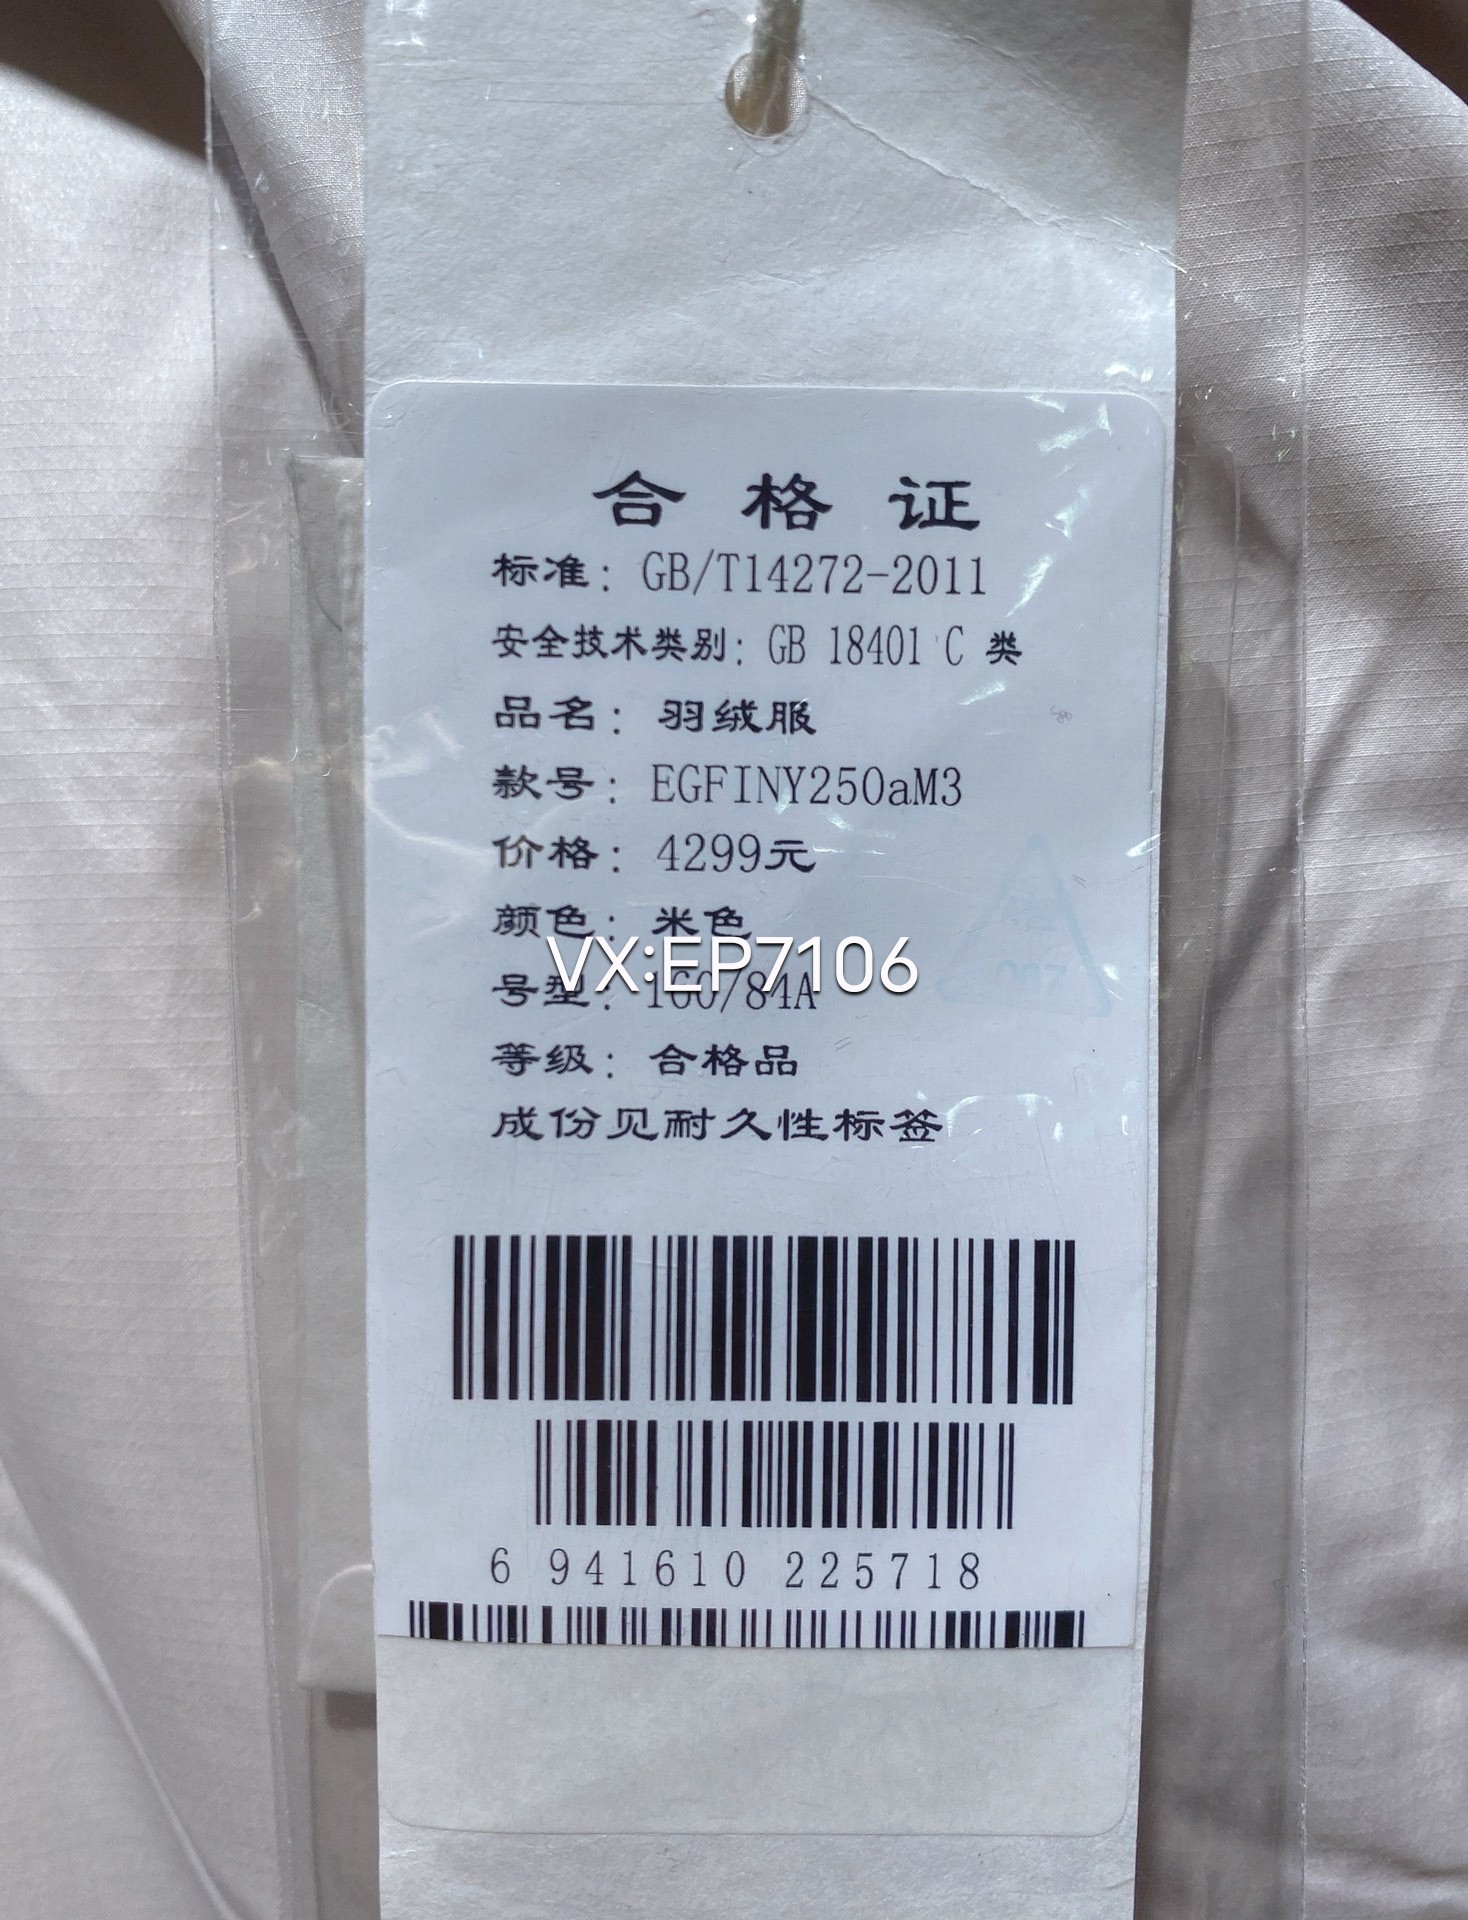 合格证
标准：GB/T14272-2011
安全技术类别：GB 18401 C 类
品名：羽绒服
款号：EGFINY250aM3
价格：4299元
颜色：米色
VX:EP7106
号型：160/84A
等级：合格品
成份见耐久性标签
6 941610 225718